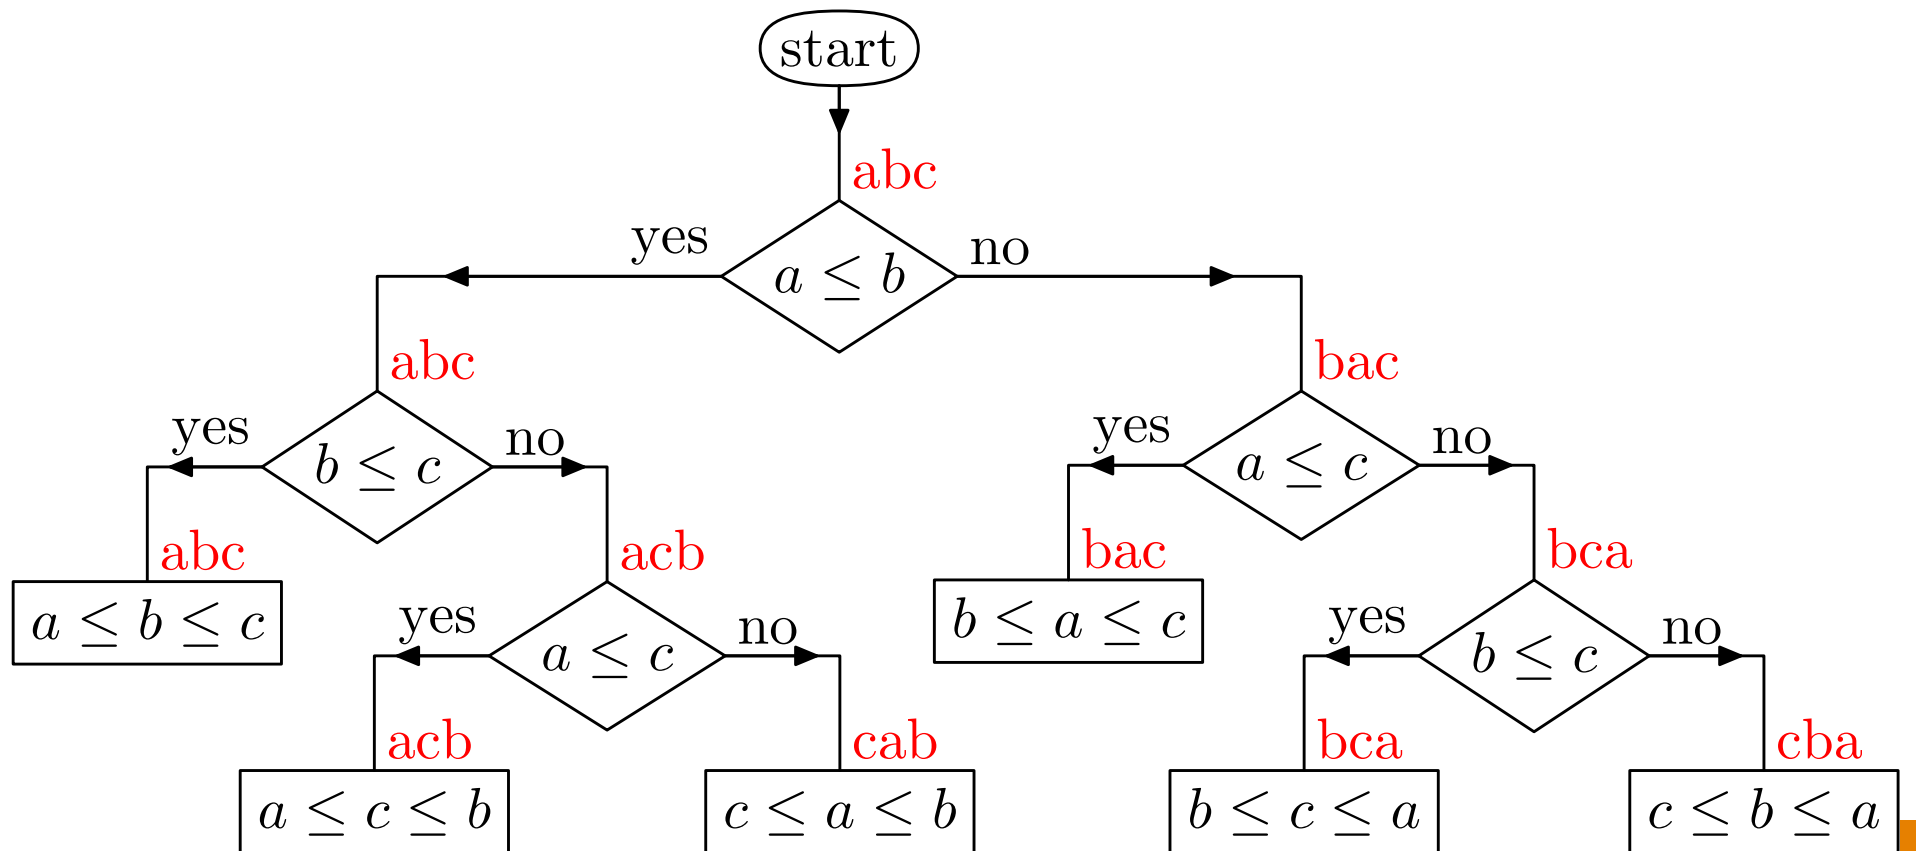 start
abc
yes
a ≤ b
no
abc
bac
yes
b ≤ c
no
yes
a ≤ c
no
abc
acb
bac
bca
a ≤ b ≤ c
yes
a ≤ c
no
b ≤ a ≤ c
yes
b ≤ c
no
acb
cab
bca
cba
a ≤ c ≤ b
c ≤ a ≤ b
b ≤ c ≤ a
c ≤ b ≤ a